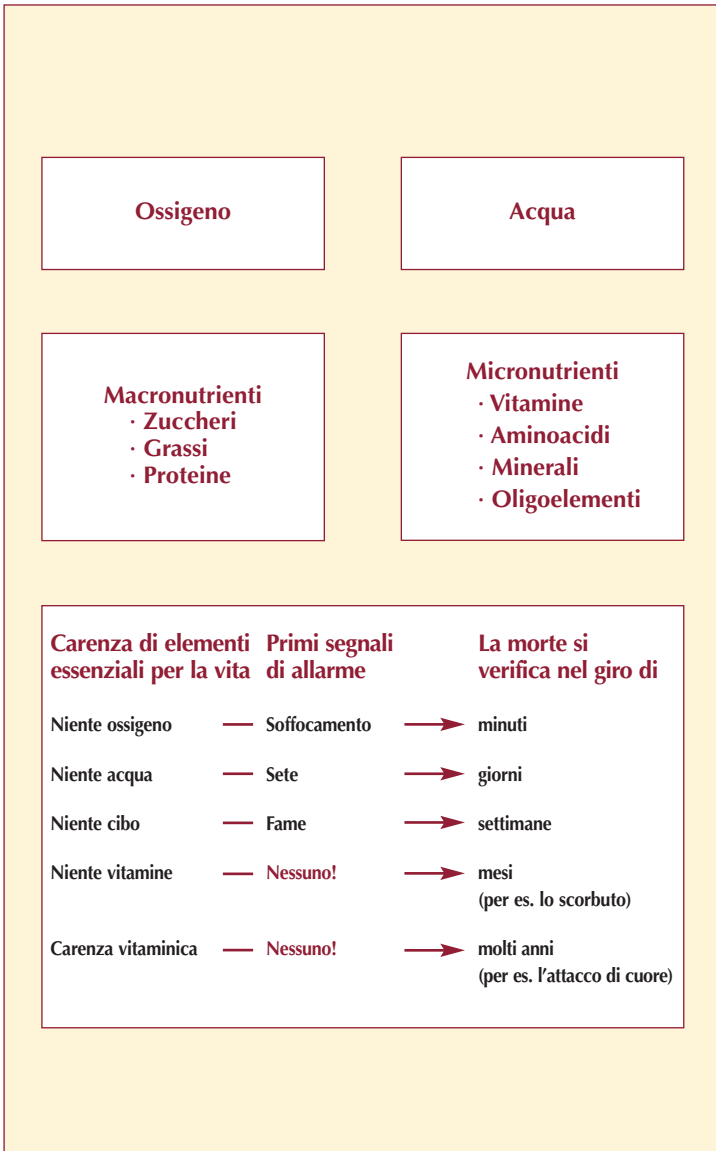 Ossigeno
Acqua
Macronutrienti
· Zuccheri
· Grassi
· Proteine
Micronutrienti
· Vitamine
· Aminoacidi
· Minerali
· Oligoelementi
Carenza di elementi essenziali per la vita
Primi segnali di allarme
La morte si verifica nel giro di
Niente ossigeno — Soffocamento → minuti
Niente acqua — Sete → giorni
Niente cibo — Fame → settimane
Niente vitamine — Nessuno! → mesi
(per es. lo scorbuto)
Carenza vitaminica — Nessuno! → molti anni
(per es. l'attacco di cuore)